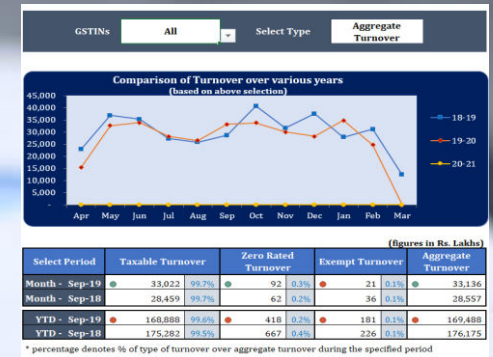 GSTINs All Select Type Aggregate Turnover
Comparison of Turnover over various years
(based on above selection)
45,000
40,000
35,000
30,000
25,000
20,000
15,000
10,000
5,000
-
Apr May Jun Jul Aug Sep Oct Nov Dec Jan Feb Mar
18-19
19-20
20-21
(figures in Rs. Lakhs)
Select Period Taxable Turnover Zero Rated Turnover Exempt Turnover Aggregate Turnover
Month - Sep-19 33,022 99.7% 92 0.3% 21 0.1% 33,136
Month - Sep-18 28,459 99.7% 62 0.2% 36 0.1% 28,557
YTD - Sep-19 168,888 99.6% 418 0.2% 181 0.1% 169,488
YTD - Sep-18 175,282 99.5% 667 0.4% 226 0.1% 176,175
* percentage denotes % of type of turnover over aggregate turnover during the specified period